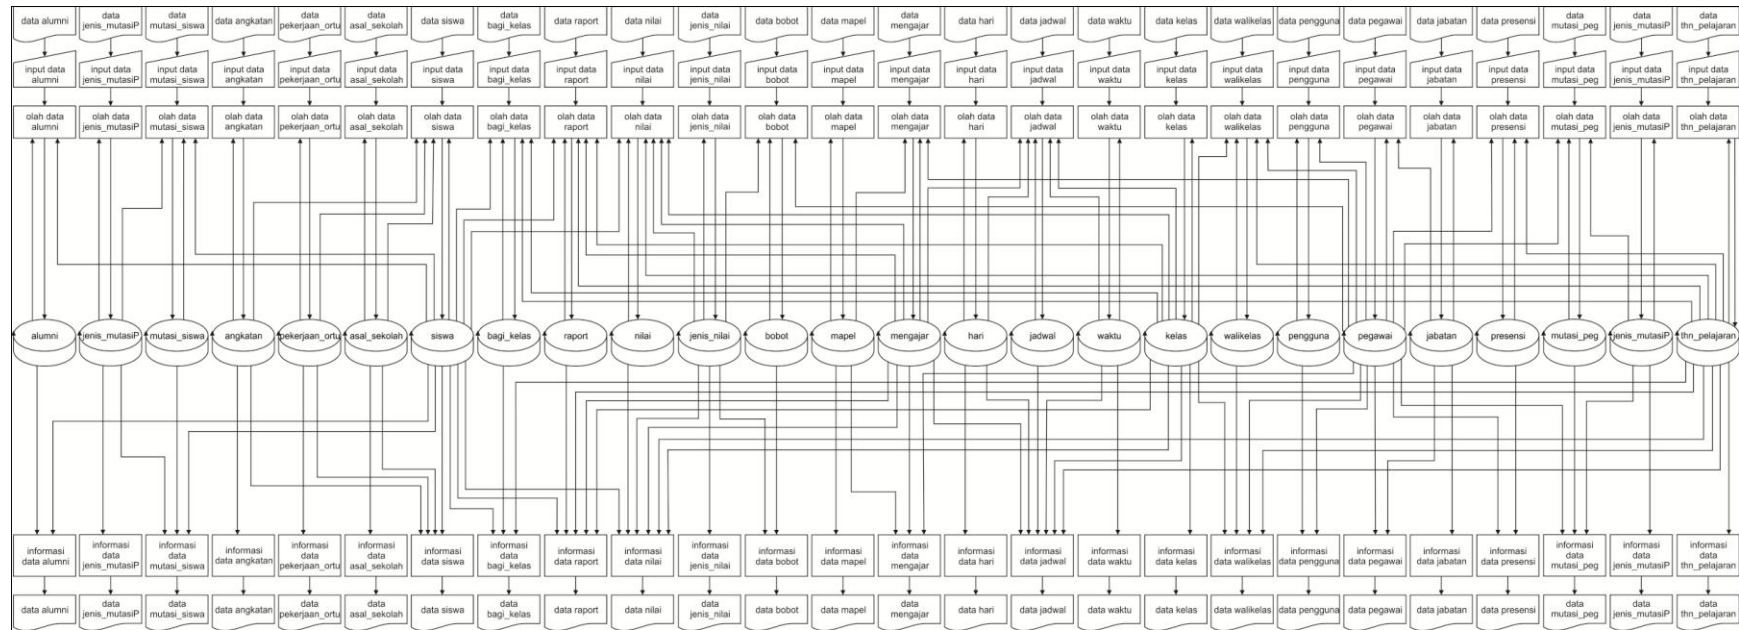 data alumni
data
jenis_mutasiP
data
mutasi_siswa
data angkatan
data
pekerjaan_ortu
data
asal_sekolah
data siswa
data
bagi_kelas
data raport
data nilai
data
jenis_nilai
data bobot
data mapel
data
mengajar
data hari
data jadwal
data waktu
data kelas
data walikelas
data pengguna
data pegawai
data jabatan
data presensi
data
mutasi_peg
data
jenis_mutasiP
data
thn_pelajaran
input data
alumni
input data
jenis_mutasiP
input data
mutasi_siswa
input data
angkatan
input data
pekerjaan_ortu
input data
asal_sekolah
input data
siswa
input data
bagi_kelas
input data
raport
input data
nilai
input data
jenis_nilai
input data
bobot
input data
mapel
input data
mengajar
input data
hari
input data
jadwal
input data
waktu
input data
kelas
input data
walikelas
input data
pengguna
input data
pegawai
input data
jabatan
input data
presensi
input data
mutasi_peg
input data
jenis_mutasiP
input data
thn_pelajaran
olah data
alumni
olah data
jenis_mutasiP
olah data
mutasi_siswa
olah data
angkatan
olah data
pekerjaan_ortu
olah data
asal_sekolah
olah data
siswa
olah data
bagi_kelas
olah data
raport
olah data
nilai
olah data
jenis_nilai
olah data
bobot
olah data
mapel
olah data
mengajar
olah data
hari
olah data
jadwal
olah data
waktu
olah data
kelas
olah data
walikelas
olah data
pengguna
olah data
pegawai
olah data
jabatan
olah data
presensi
olah data
mutasi_peg
olah data
jenis_mutasiP
olah data
thn_pelajaran
alumni
jenis_mutasiP
mutasi_siswa
angkatan
pekerjaan_ortu
asal_sekolah
siswa
bagi_kelas
raport
nilai
jenis_nilai
bobot
mapel
mengajar
hari
jadwal
waktu
kelas
walikelas
pengguna
pegawai
jabatan
presensi
mutasi_peg
jenis_mutasiP
thn_pelajaran
informasi
data alumni
informasi
data
jenis_mutasiP
informasi
data
mutasi_siswa
informasi
data angkatan
informasi
data
pekerjaan_ortu
informasi
data
asal_sekolah
informasi
data siswa
informasi
data
bagi_kelas
informasi
data raport
informasi
data nilai
informasi
data
jenis_nilai
informasi
data bobot
informasi
data mapel
informasi
data
mengajar
informasi
data hari
informasi
data jadwal
informasi
data waktu
informasi
data kelas
informasi
data walikelas
informasi
data pengguna
informasi
data pegawai
informasi
data jabatan
informasi
data presensi
informasi
data
mutasi_peg
informasi
data
jenis_mutasiP
informasi
data
thn_pelajaran
data alumni
data
jenis_mutasiP
data
mutasi_siswa
data angkatan
data
pekerjaan_ortu
data
asal_sekolah
data siswa
data
bagi_kelas
data raport
data nilai
data
jenis_nilai
data bobot
data mapel
data
mengajar
data hari
data jadwal
data waktu
data kelas
data walikelas
data pengguna
data pegawai
data jabatan
data presensi
data
mutasi_peg
data
jenis_mutasiP
data
thn_pelajaran